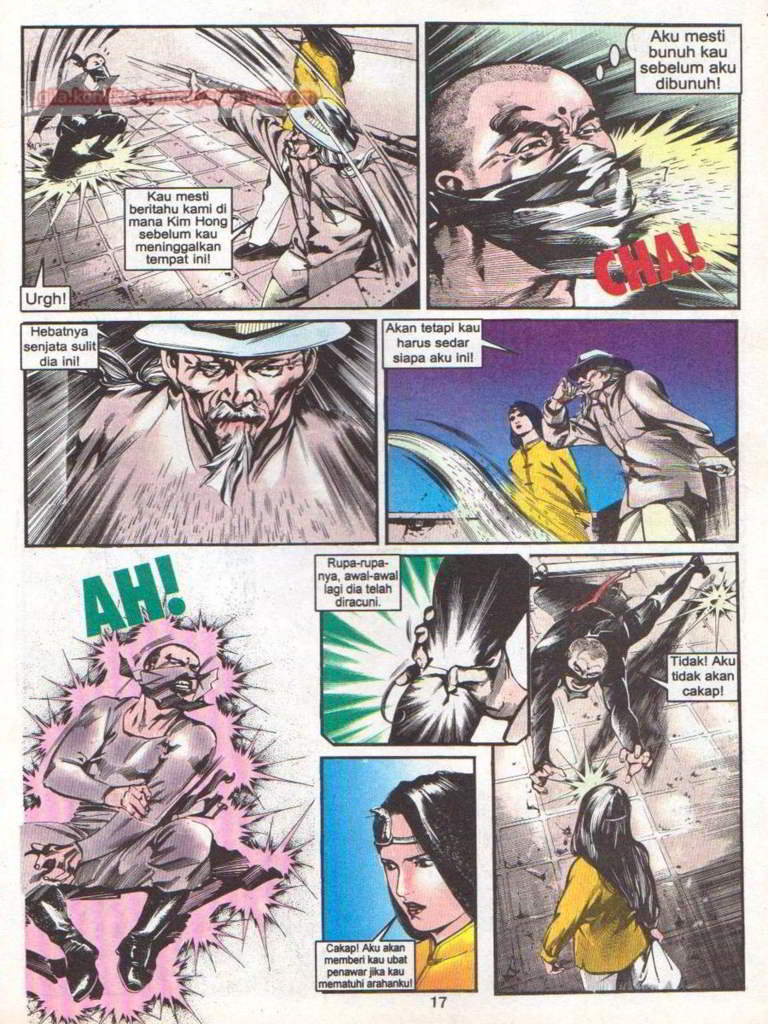 Kau mesti
beritahu kami di
mana Kim Hong
sebelum kau
meninggalkan
tempat ini!
Urgh!
Aku mesti
bunuh kau
sebelum aku
dibunuh!
CHA!
Hebatnya
senjata sulit
dia ini!
Akan tetapi kau
harus sedar
siapa aku ini!
AH!
Rupa-rupa-
nya, awal-awal
lagi dia telah
diracuni.
Tidak! Aku
tidak akan
cakap!
Cakap! Aku akan
memberi kau ubat
penawar jika kau
mematuhi arahanku!
17